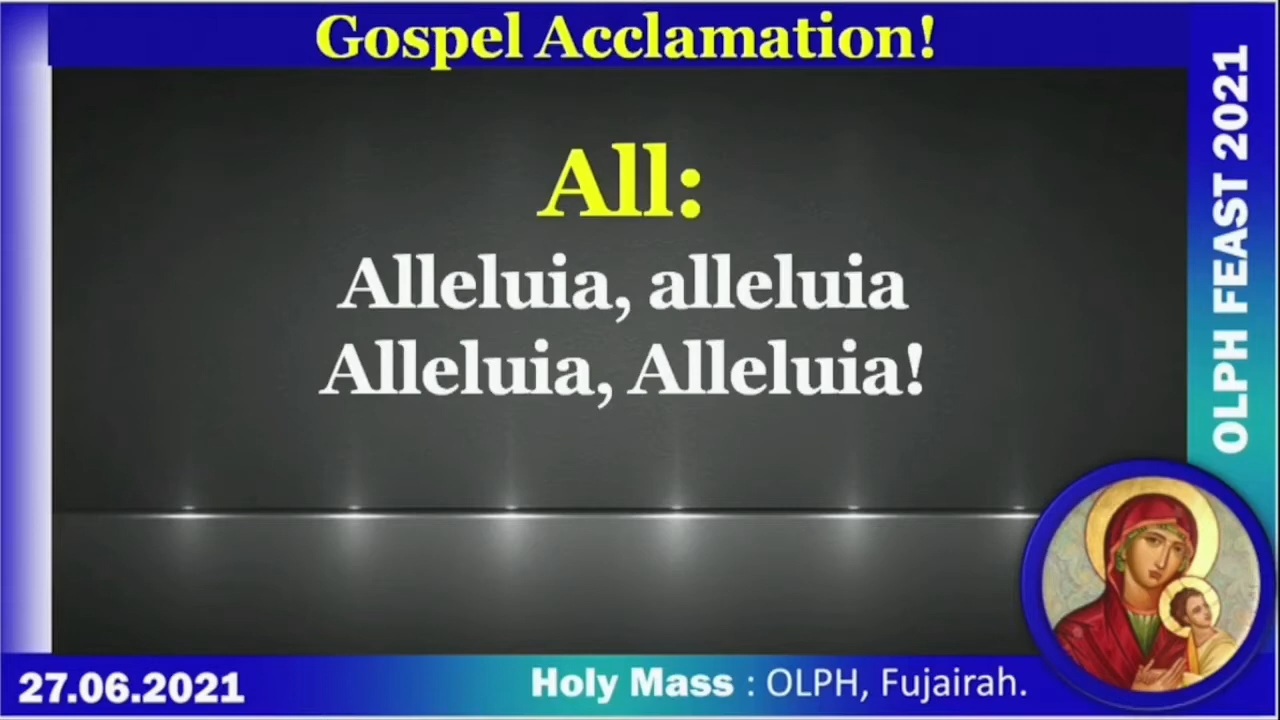 Gospel Acclamation!
All:
Alleluia, alleluia
Alleluia, Alleluia!
OLPH FEAST 2021
27.06.2021
Holy Mass : OLPH, Fujairah.